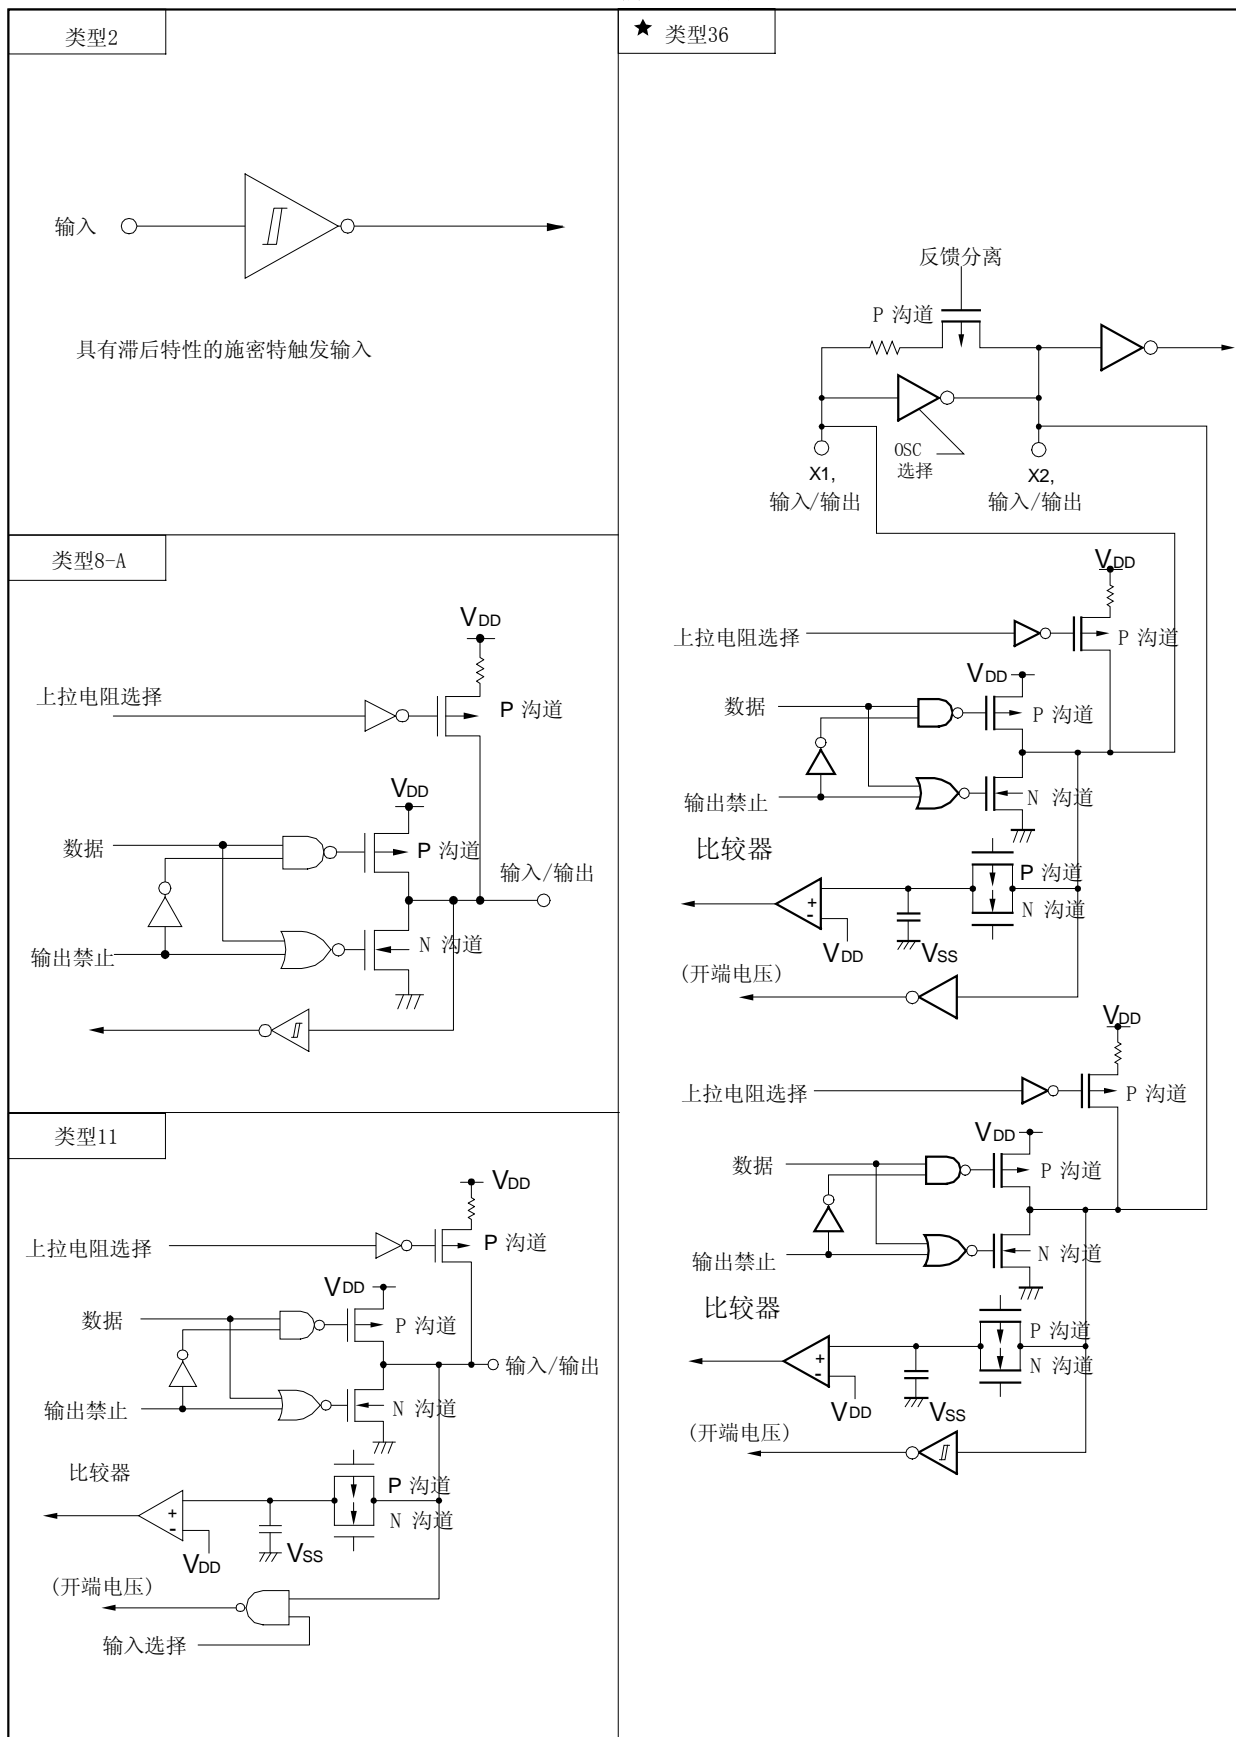 类型2
输入
具有滞后特性的施密特触发输入
类型8-A
VDD
上拉电阻选择
P 沟道
VDD
数据
P 沟道
输入/输出
输出禁止
N 沟道
类型11
VDD
上拉电阻选择
P 沟道
VDD
数据
P 沟道
输入/输出
输出禁止
N 沟道
比较器
P 沟道
N 沟道
+
-
VDD
VSS
(开端电压)
输入选择
★ 类型36
反馈分离
P 沟道
OSC
选择
X1,
输入/输出
X2,
输入/输出
VDD
上拉电阻选择
P 沟道
VDD
数据
P 沟道
输出禁止
N 沟道
比较器
P 沟道
N 沟道
+
-
VDD
VSS
(开端电压)
VDD
上拉电阻选择
P 沟道
VDD
数据
P 沟道
输出禁止
N 沟道
比较器
P 沟道
N 沟道
+
-
VDD
VSS
(开端电压)